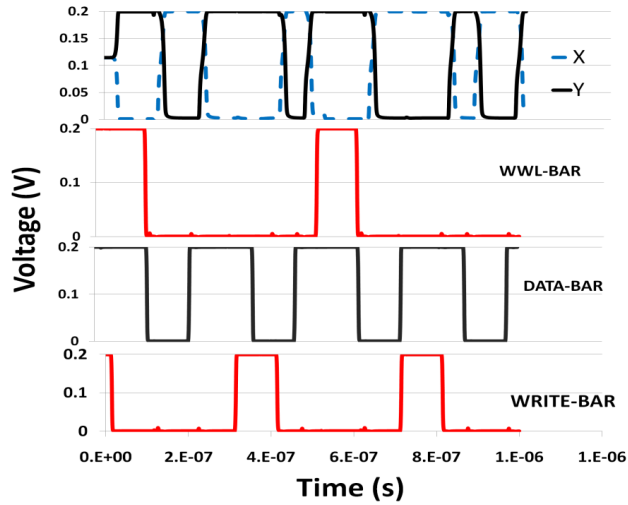 0.2
0.15
0.1
0.05
0
X
Y
0.2
0.1
0
WWL-BAR
0.2
0.1
0
DATA-BAR
0.2
0.1
0
WRITE-BAR
Voltage (V)
0.E+00 2.E-07 4.E-07 6.E-07 8.E-07 1.E-06 1.E-06
Time (s)